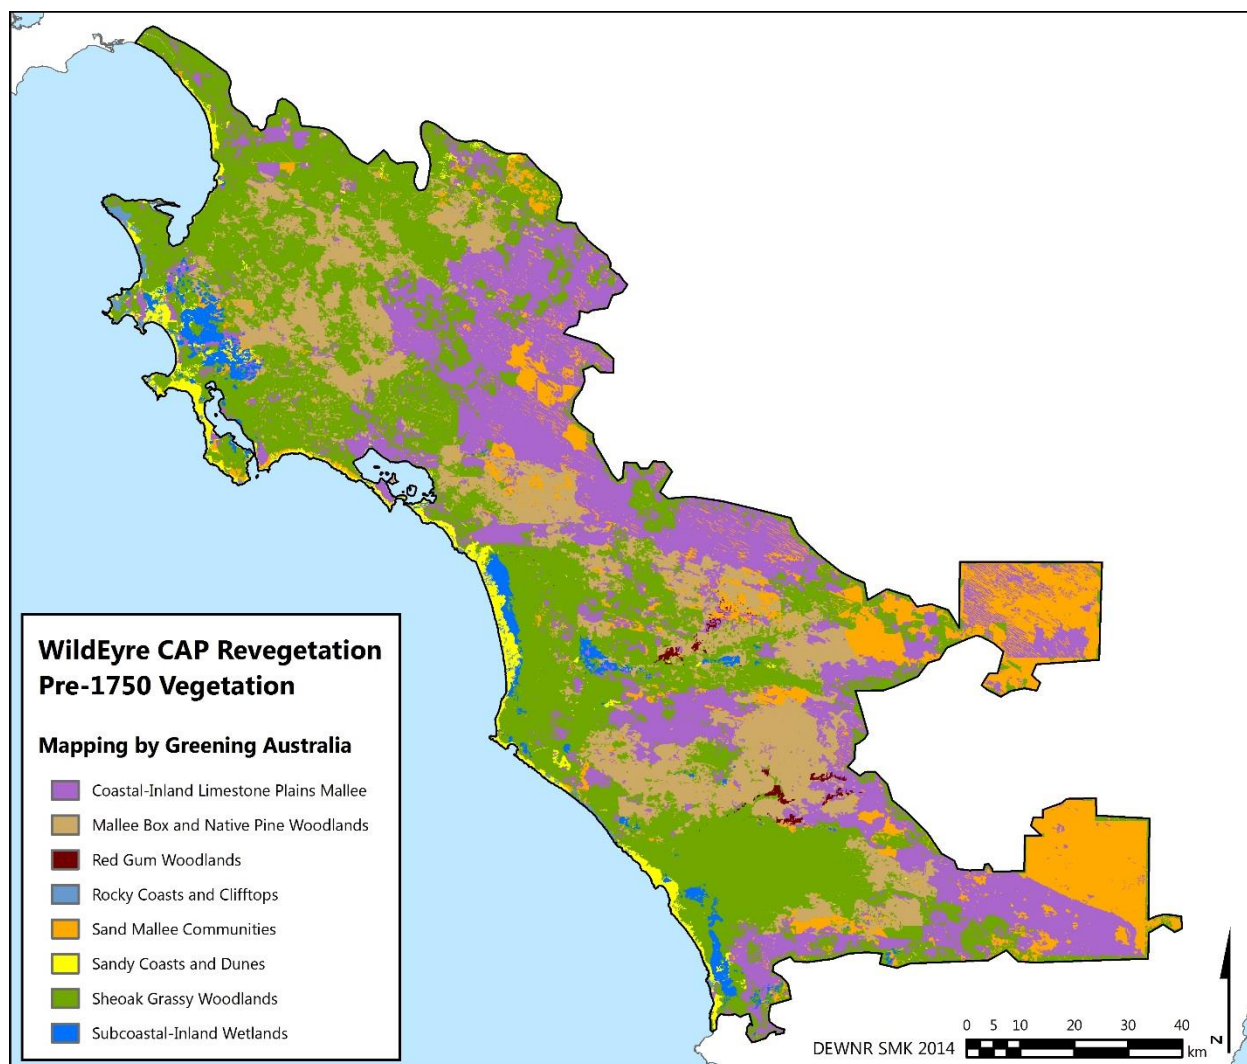 WildEyre CAP Revegetation
Pre-1750 Vegetation
Mapping by Greening Australia
Coastal-Inland Limestone Plains Mallee
Mallee Box and Native Pine Woodlands
Red Gum Woodlands
Rocky Coasts and Clifftops
Sand Mallee Communities
Sandy Coasts and Dunes
Sheoak Grassy Woodlands
Subcoastal-Inland Wetlands
DEWNR SMK 2014
0 5 10 20 30 40
km
N